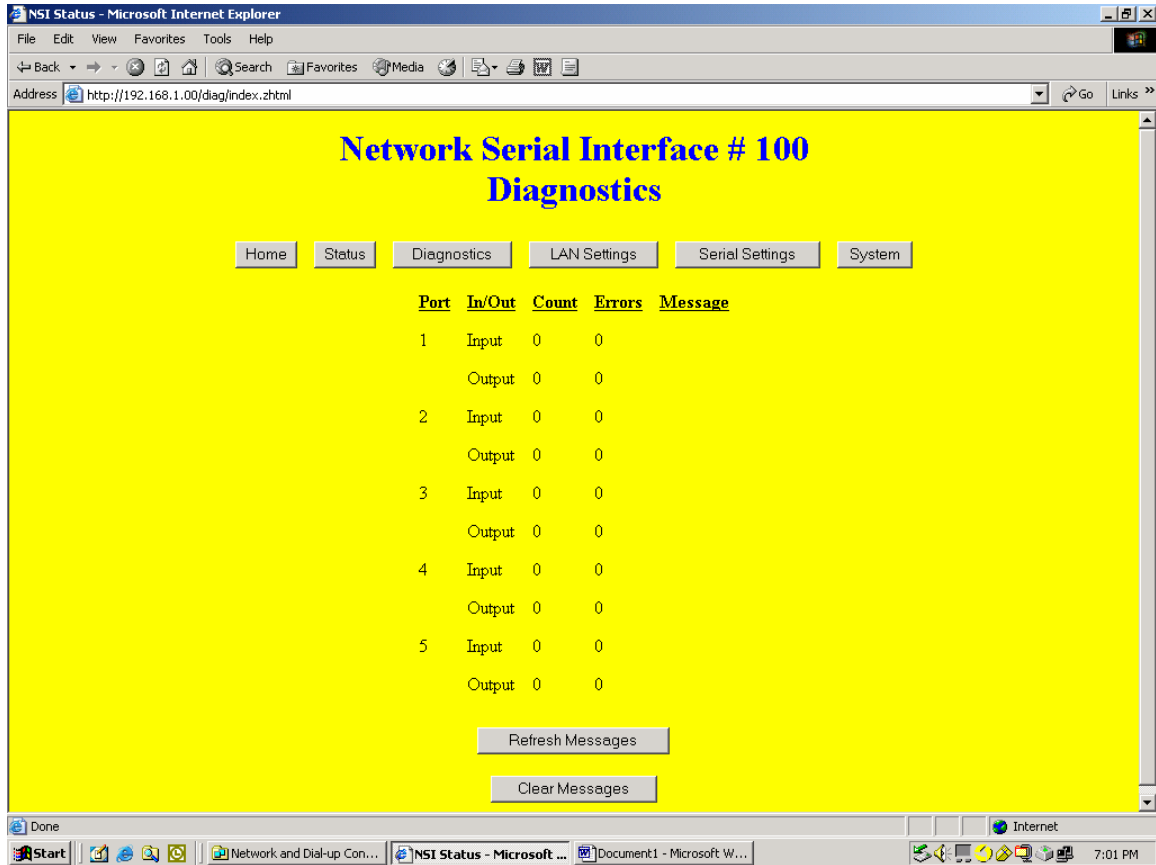 NSI Status - Microsoft Internet Explorer
File Edit View Favorites Tools Help
Back Search Favorites Media
Address http://192.168.1.00/diag/index.zhtml Go Links »
Network Serial Interface # 100
Diagnostics
Home Status Diagnostics LAN Settings Serial Settings System
Port In/Out Count Errors Message
1 Input 0 0
Output 0 0
2 Input 0 0
Output 0 0
3 Input 0 0
Output 0 0
4 Input 0 0
Output 0 0
5 Input 0 0
Output 0 0
Refresh Messages
Clear Messages
Done Internet
Start Network and Dial-up Con... NSI Status - Microsoft ... Document1 - Microsoft W... 7:01 PM